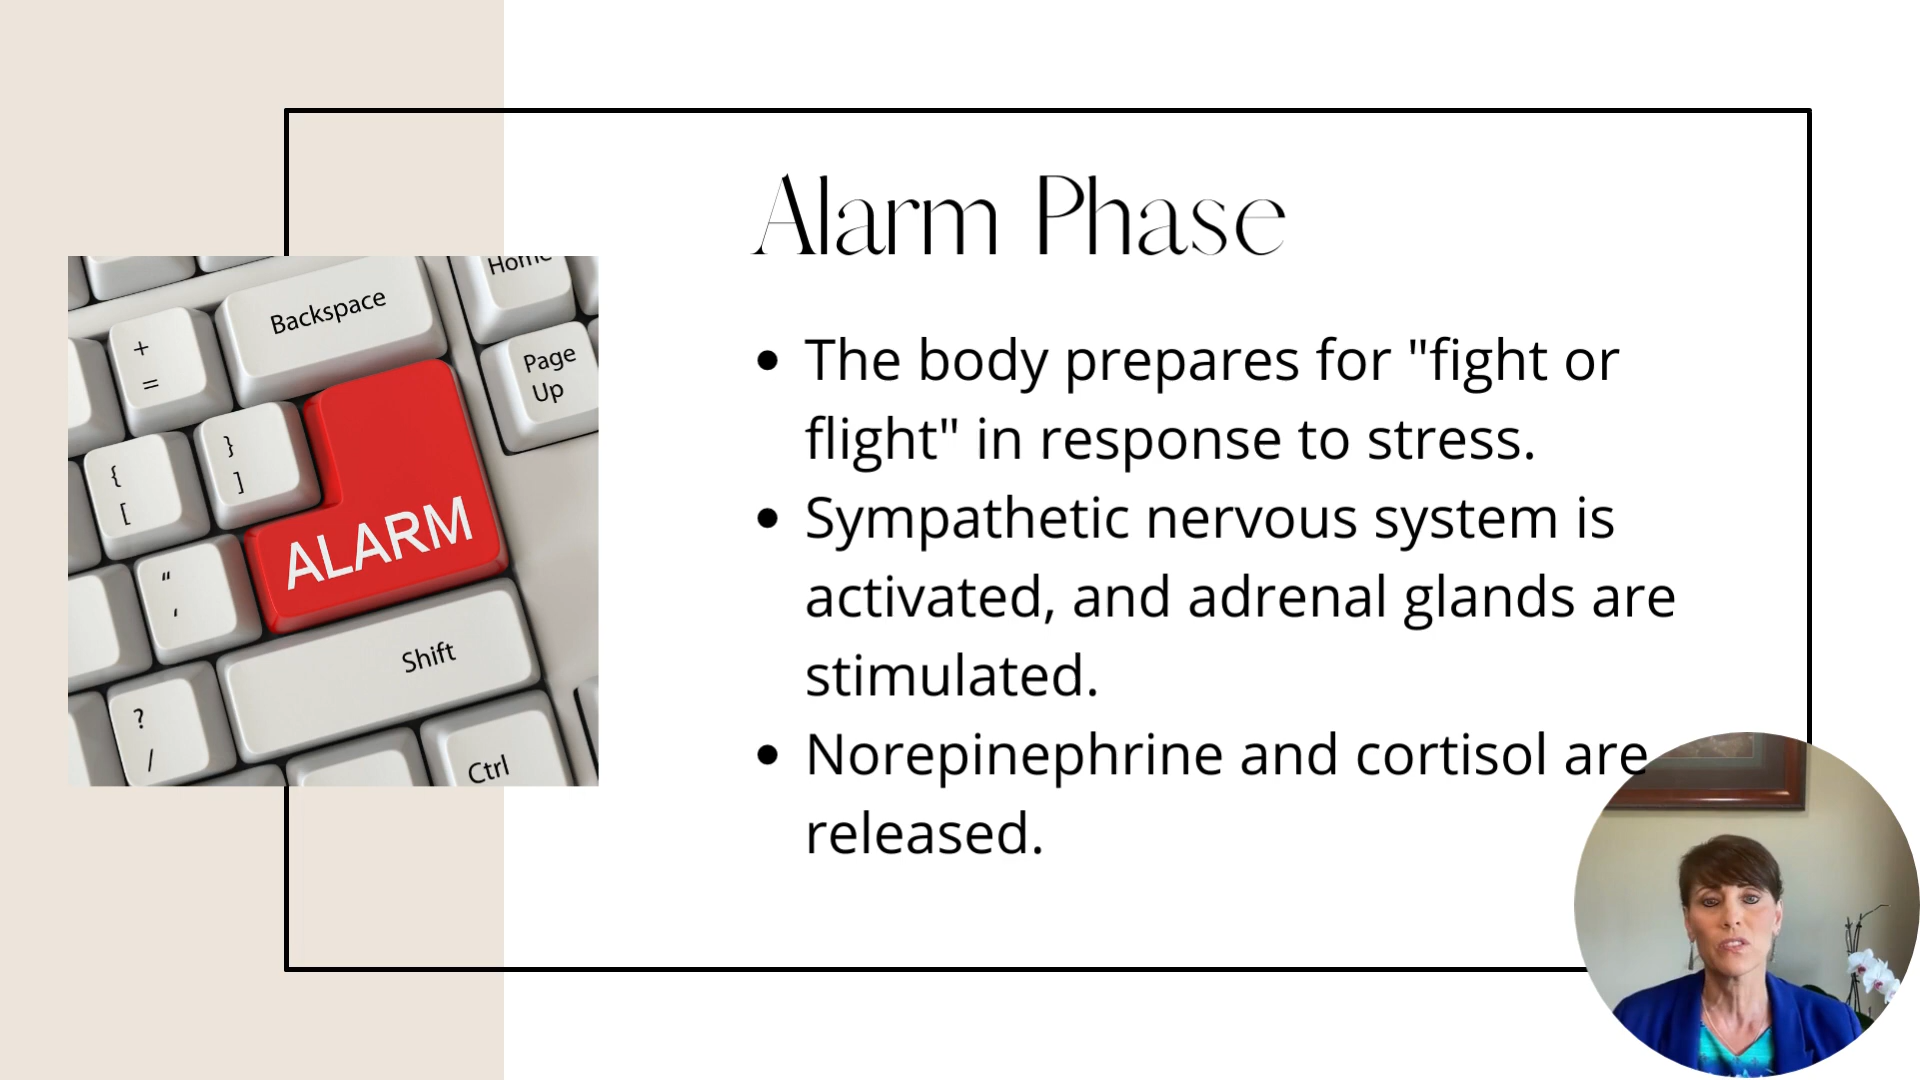 Alarm Phase
• The body prepares for "fight or
flight" in response to stress.
• Sympathetic nervous system is
activated, and adrenal glands are
stimulated.
• Norepinephrine and cortisol are
released.
Home
Backspace
+
=
Page
Up
}
]
{
[
ALARM
"
'
Shift
?
/
Ctrl